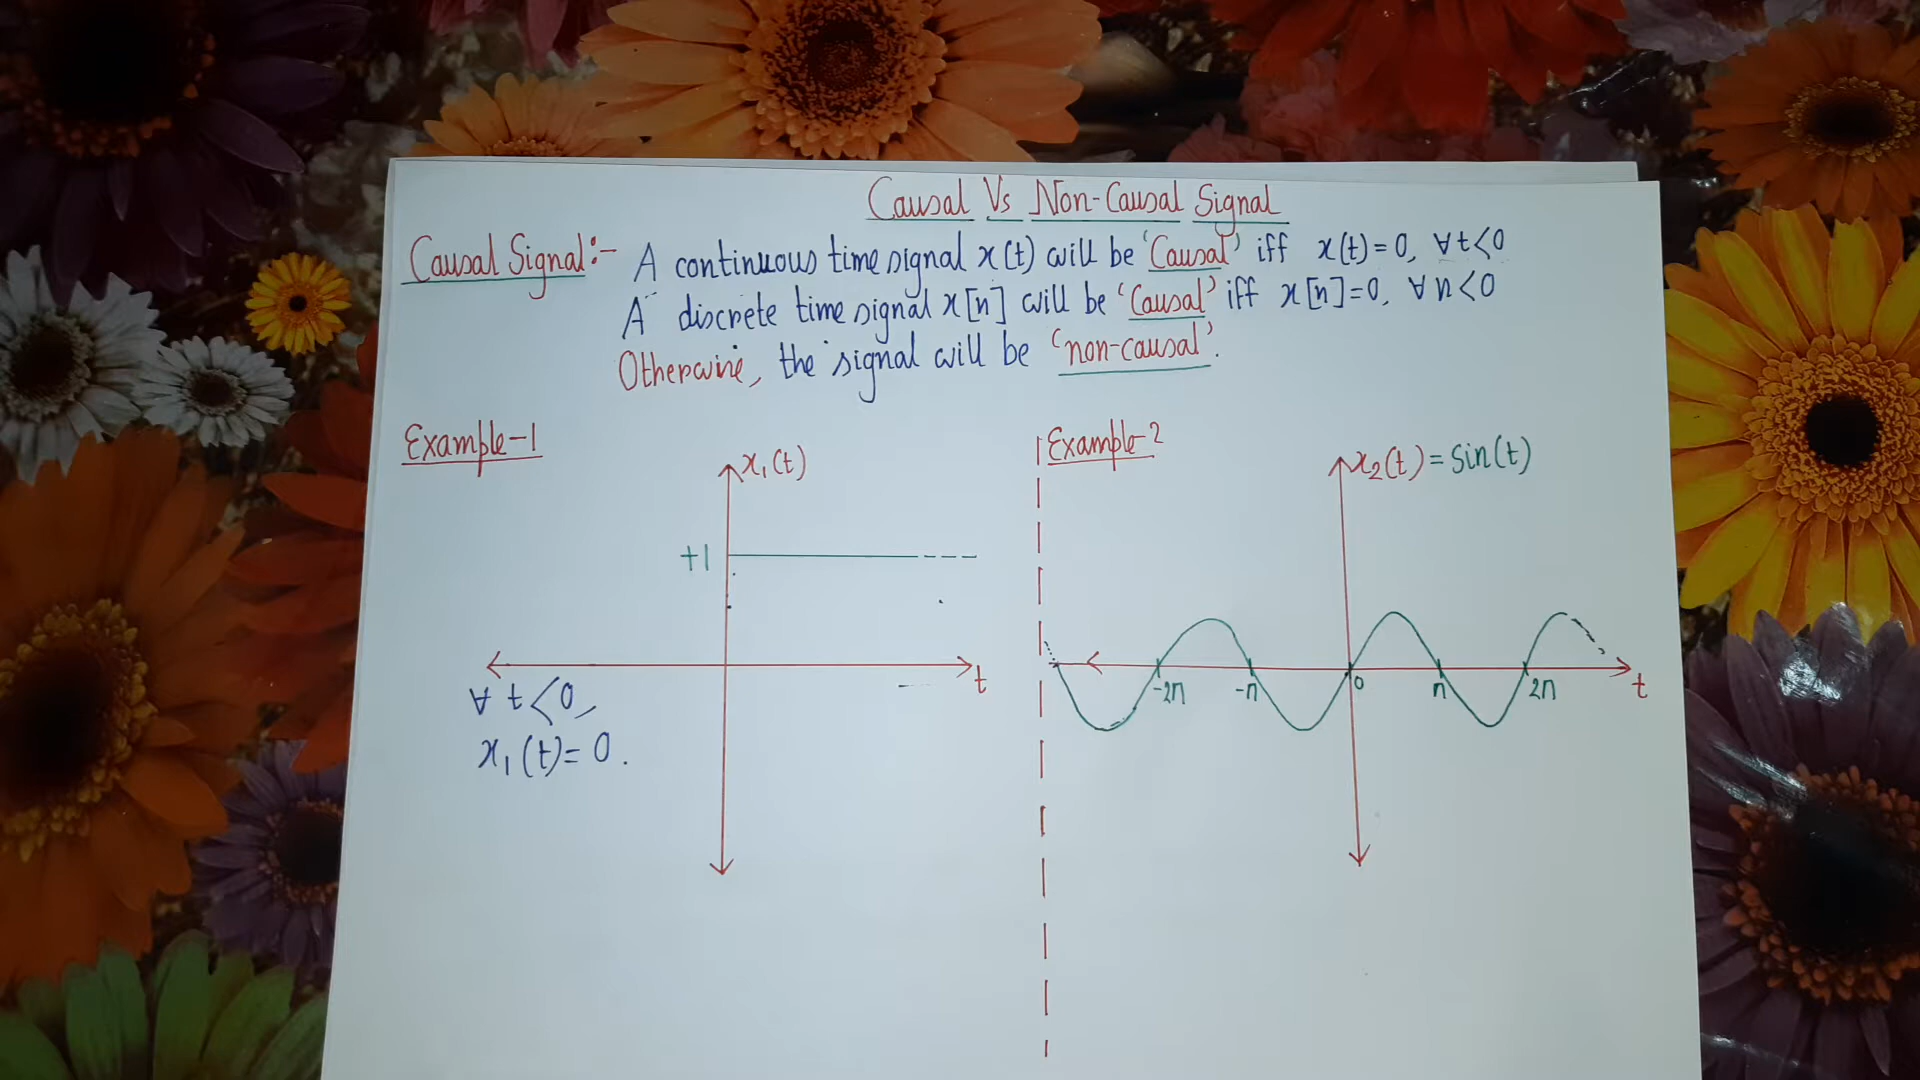 Causal Vs Non-Causal Signal
Causal Signal:- A continuous time signal x(t) will be 'Causal' iff x(t)=0, ∀ t<0
A discrete time signal x[n] will be 'Causal' iff x[n]=0, ∀ n<0
Otherwise, the signal will be 'non-causal'.
Example-1
x₁(t)
+1
t
∀ t<0,
x₁(t)=0.
Example-2
x₂(t)=Sin(t)
-2π -π 0 π 2π t